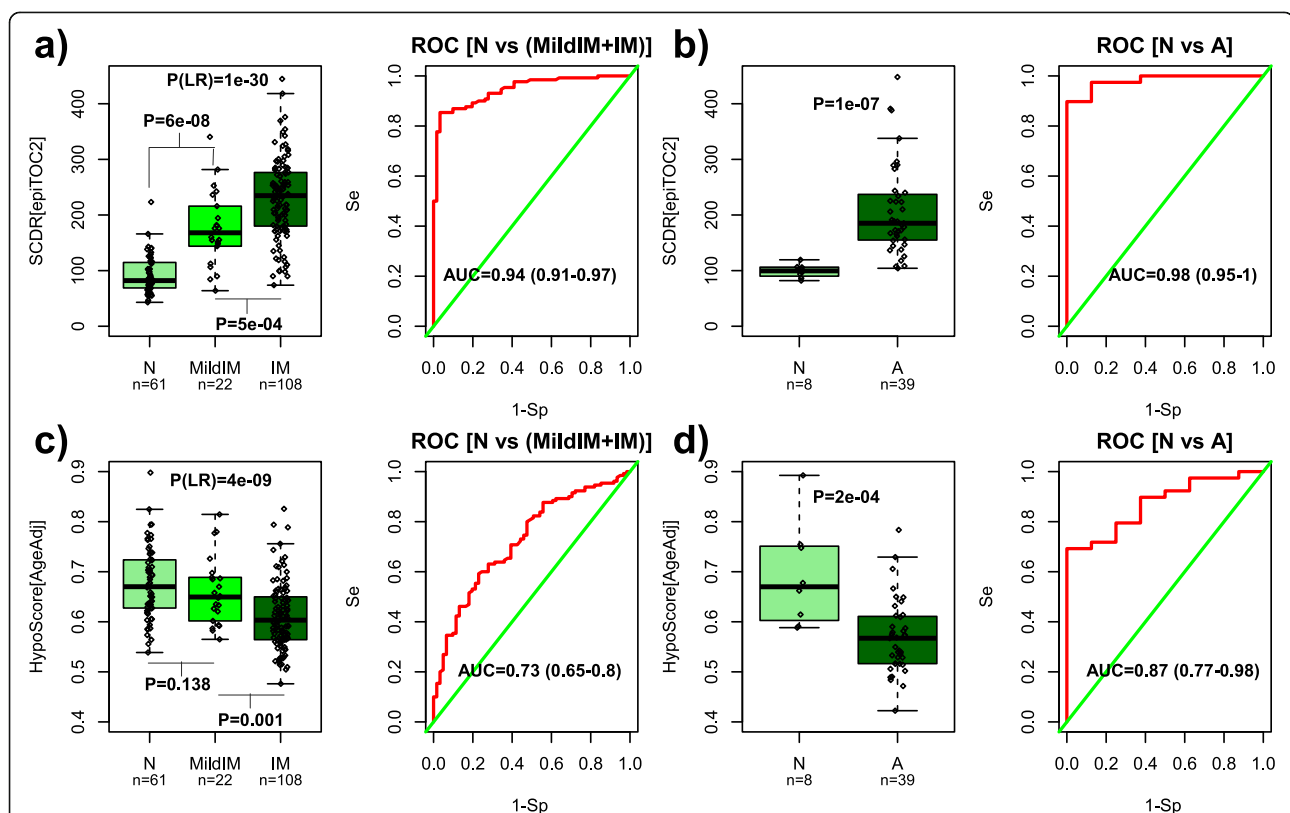 a)
ROC [N vs (MildIM+IM)]
b)
ROC [N vs A]
SCDR[epiTOC2]
0 100 200 300 400
P(LR)=1e-30
P=6e-08
P=5e-04
N MildIM IM
n=61 n=22 n=108
Se
0.0 0.2 0.4 0.6 0.8 1.0
AUC=0.94 (0.91-0.97)
0.0 0.2 0.4 0.6 0.8 1.0
1-Sp
SCDR[epiTOC2]
0 100 200 300 400
P=1e-07
N A
n=8 n=39
Se
0.0 0.2 0.4 0.6 0.8 1.0
AUC=0.98 (0.95-1)
0.0 0.2 0.4 0.6 0.8 1.0
1-Sp
c)
ROC [N vs (MildIM+IM)]
d)
ROC [N vs A]
HypoScore[AgeAdj]
0.4 0.5 0.6 0.7 0.8 0.9
P(LR)=4e-09
P=0.138
P=0.001
N MildIM IM
n=61 n=22 n=108
Se
0.0 0.2 0.4 0.6 0.8 1.0
AUC=0.73 (0.65-0.8)
0.0 0.2 0.4 0.6 0.8 1.0
1-Sp
HypoScore[AgeAdj]
0.4 0.5 0.6 0.7 0.8 0.9
P=2e-04
N A
n=8 n=39
Se
0.0 0.2 0.4 0.6 0.8 1.0
AUC=0.87 (0.77-0.98)
0.0 0.2 0.4 0.6 0.8 1.0
1-Sp